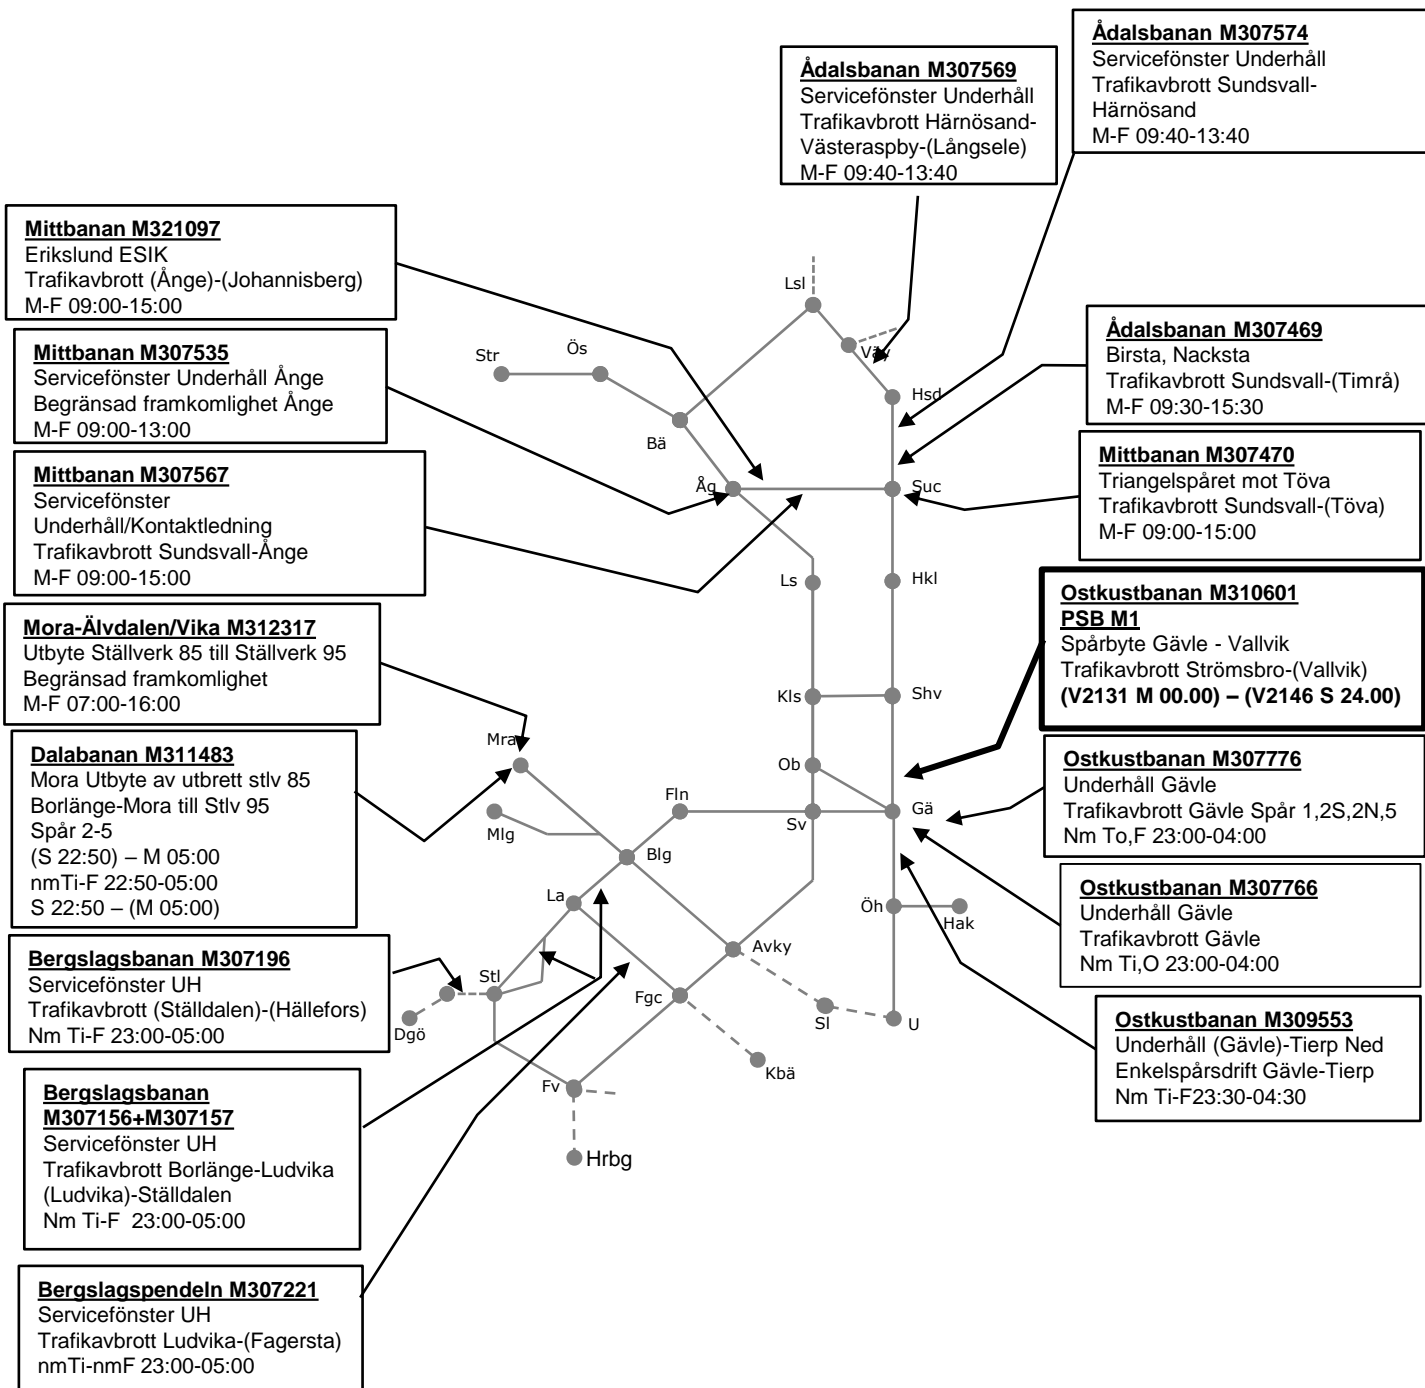 Ådalsbanan M307574
Servicefönster Underhåll
Trafikavbrott Sundsvall-
Härnösand
M-F 09:40-13:40
Ådalsbanan M307569
Servicefönster Underhåll
Trafikavbrott Härnösand-
Västeraspby-(Långsele)
M-F 09:40-13:40
Mittbanan M321097
Erikslund ESIK
Trafikavbrott (Ånge)-(Johannisberg)
M-F 09:00-15:00
Mittbanan M307535
Servicefönster Underhåll Ånge
Begränsad framkomlighet Ånge
M-F 09:00-13:00
Mittbanan M307567
Servicefönster
Underhåll/Kontaktledning
Trafikavbrott Sundsvall-Ånge
M-F 09:00-15:00
Mora-Älvdalen/Vika M312317
Utbyte Ställverk 85 till Ställverk 95
Begränsad framkomlighet
M-F 07:00-16:00
Dalabanan M311483
Mora Utbyte av utbrett stlv 85
Borlänge-Mora till Stlv 95
Spår 2-5
(S 22:50) – M 05:00
nmTi-F 22:50-05:00
S 22:50 – (M 05:00)
Bergslagsbanan M307196
Servicefönster UH
Trafikavbrott (Ställdalen)-(Hällefors)
Nm Ti-F 23:00-05:00
Bergslagsbanan
M307156+M307157
Servicefönster UH
Trafikavbrott Borlänge-Ludvika
(Ludvika)-Ställdalen
Nm Ti-F  23:00-05:00
Bergslagspendeln M307221
Servicefönster UH
Trafikavbrott Ludvika-(Fagersta)
nmTi-nmF 23:00-05:00
Ådalsbanan M307469
Birsta, Nacksta
Trafikavbrott Sundsvall-(Timrå)
M-F 09:30-15:30
Mittbanan M307470
Triangelspåret mot Töva
Trafikavbrott Sundsvall-(Töva)
M-F 09:00-15:00
Ostkustbanan M310601
PSB M1
Spårbyte Gävle - Vallvik
Trafikavbrott Strömsbro-(Vallvik)
(V2131 M 00.00) – (V2146 S 24.00)
Ostkustbanan M307776
Underhåll Gävle
Trafikavbrott Gävle Spår 1,2S,2N,5
Nm To,F 23:00-04:00
Ostkustbanan M307766
Underhåll Gävle
Trafikavbrott Gävle
Nm Ti,O 23:00-04:00
Ostkustbanan M309553
Underhåll (Gävle)-Tierp Ned
Enkelspårsdrift Gävle-Tierp
Nm Ti-F23:30-04:30
Lsl
Väy
Str
Ös
Hsd
Bä
Åg
Suc
Ls
Hkl
Kls
Shv
Mra
Ob
Fln
Mlg
Sv
Gä
Blg
La
Öh
Hak
Avky
Stl
Fgc
Sl
U
Dgö
Kbä
Fv
Hrbg